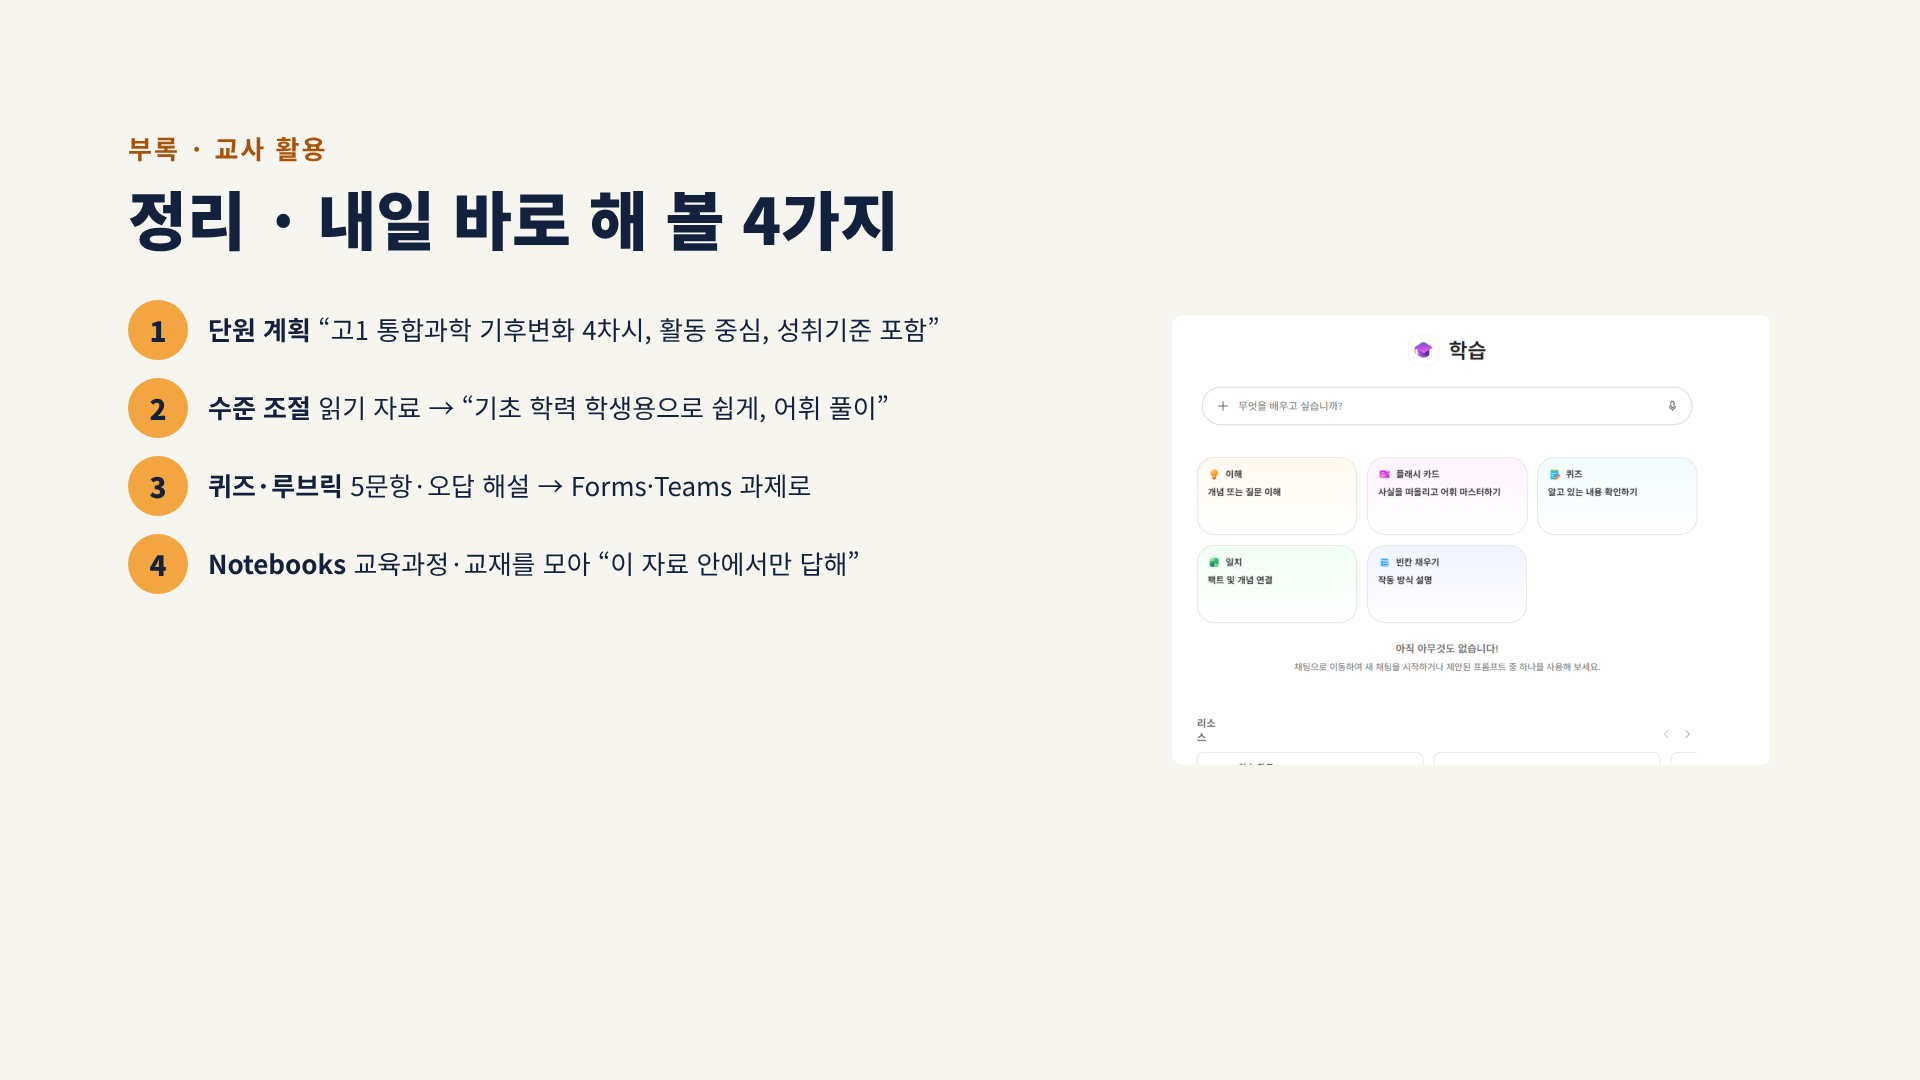 부록 · 교사 활용
정리 · 내일 바로 해 볼 4가지
1 단원 계획 “고1 통합과학 기후변화 4차시, 활동 중심, 성취기준 포함”
2 수준 조절 읽기 자료 → “기초 학력 학생용으로 쉽게, 어휘 풀이”
3 퀴즈·루브릭 5문항·오답 해설 → Forms·Teams 과제로
4 Notebooks 교육과정·교재를 모아 “이 자료 안에서만 답해”
학습
무엇을 배우고 싶습니까?
이해
개념 또는 질문 이해
플래시 카드
사실을 떠올리고 어휘 마스터하기
퀴즈
알고 있는 내용 확인하기
일치
팩트 및 개념 연결
빈칸 채우기
작동 방식 설명
아직 아무것도 없습니다!
채팅으로 이동하여 새 채팅을 시작하거나 제안된 프롬프트 중 하나를 사용해 보세요.
리소
스